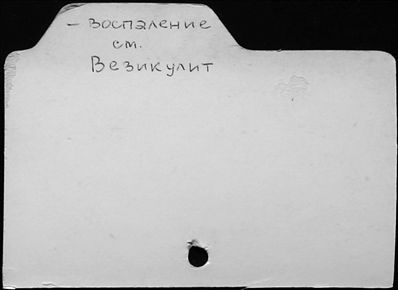 - воспаление
см.
Везикулит